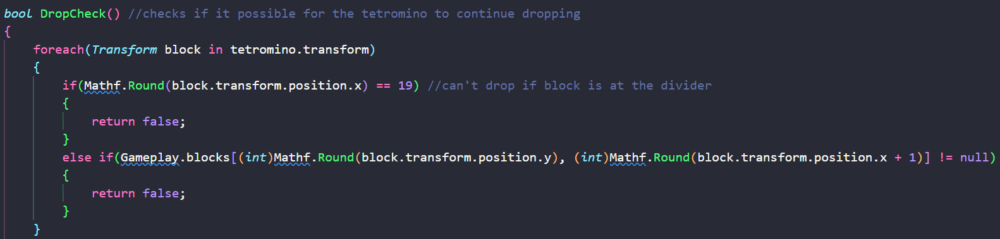 bool DropCheck() //checks if it possible for the tetromino to continue dropping
{
    foreach(Transform block in tetromino.transform)
    {
        if(Mathf.Round(block.transform.position.x) == 19) //can't drop if block is at the divider
        {
            return false;
        }
        else if(Gameplay.blocks[(int)Mathf.Round(block.transform.position.y), (int)Mathf.Round(block.transform.position.x + 1)] != null)
        {
            return false;
        }
    }